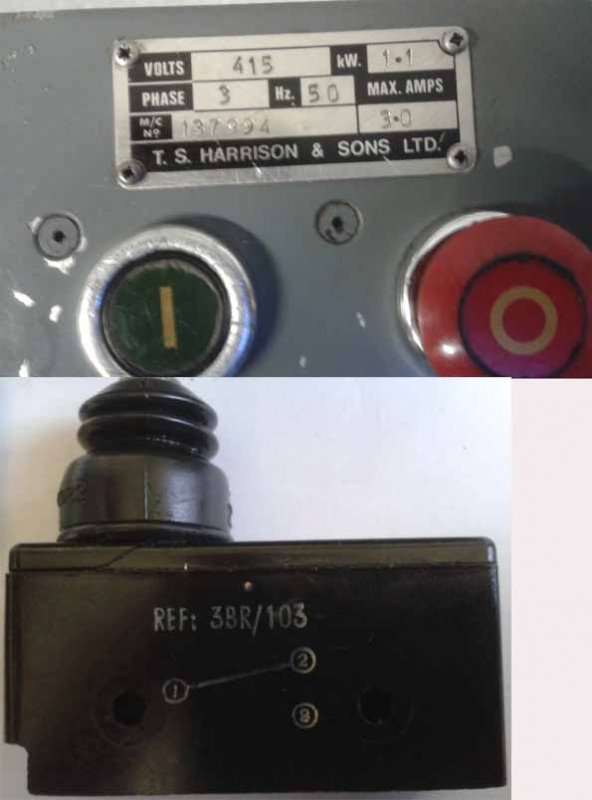 VOLTS 415 kW. 1.1
PHASE 3 Hz. 50 MAX. AMPS
M/C Nº 137994 3.0
T. S. HARRISON & SONS LTD.
I O
REF: 3BR/103
2
1
3